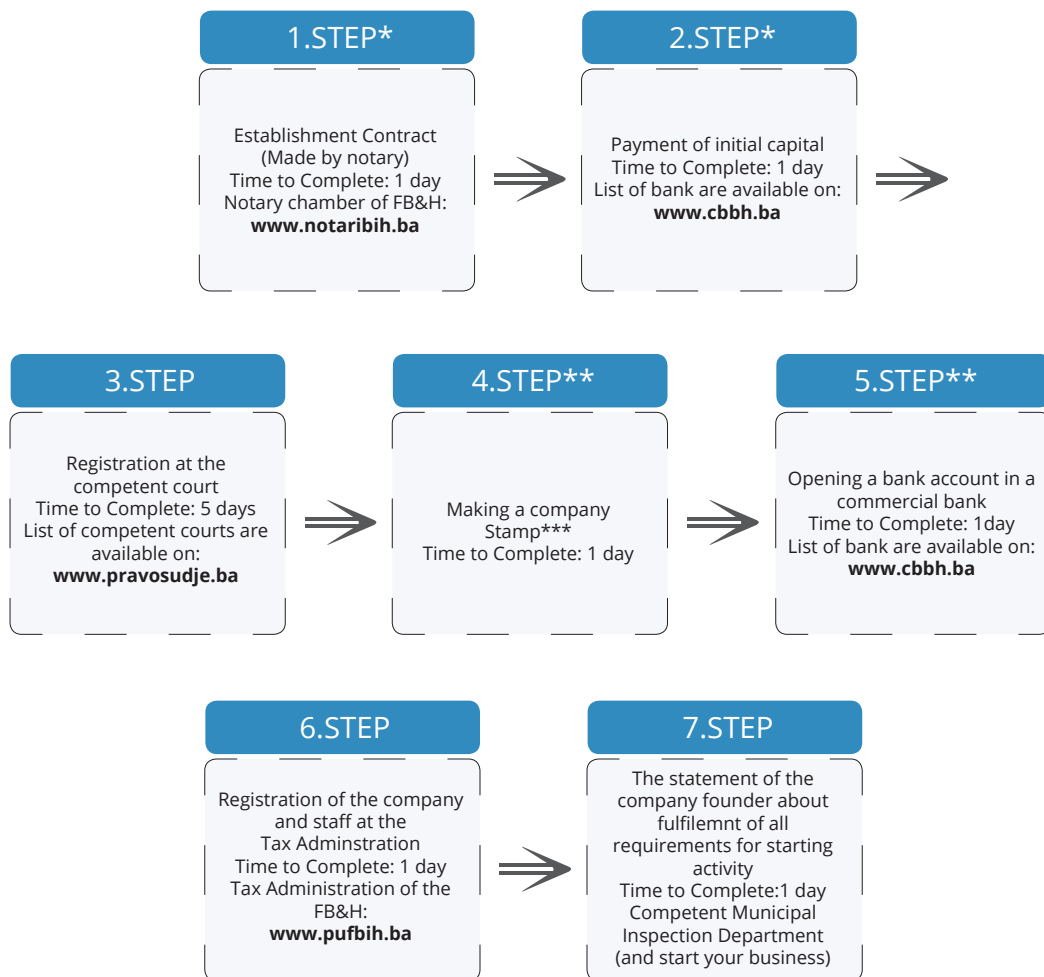 1.STEP*
Establishment Contract
(Made by notary)
Time to Complete: 1 day
Notary chamber of FB&H:
www.notaribih.ba
2.STEP*
Payment of initial capital
Time to Complete: 1 day
List of bank are available on:
www.cbbh.ba
3.STEP
Registration at the
competent court
Time to Complete: 5 days
List of competent courts are
available on:
www.pravosudje.ba
4.STEP**
Making a company
Stamp***
Time to Complete: 1 day
5.STEP**
Opening a bank account in a
commercial bank
Time to Complete: 1day
List of bank are available on:
www.cbbh.ba
6.STEP
Registration of the company
and staff at the
Tax Adminstration
Time to Complete: 1 day
Tax Administration of the
FB&H:
www.pufbih.ba
7.STEP
The statement of the
company founder about
fulfilemnt of all
requirements for starting
activity
Time to Complete:1 day
Competent Municipal
Inspection Department
(and start your business)